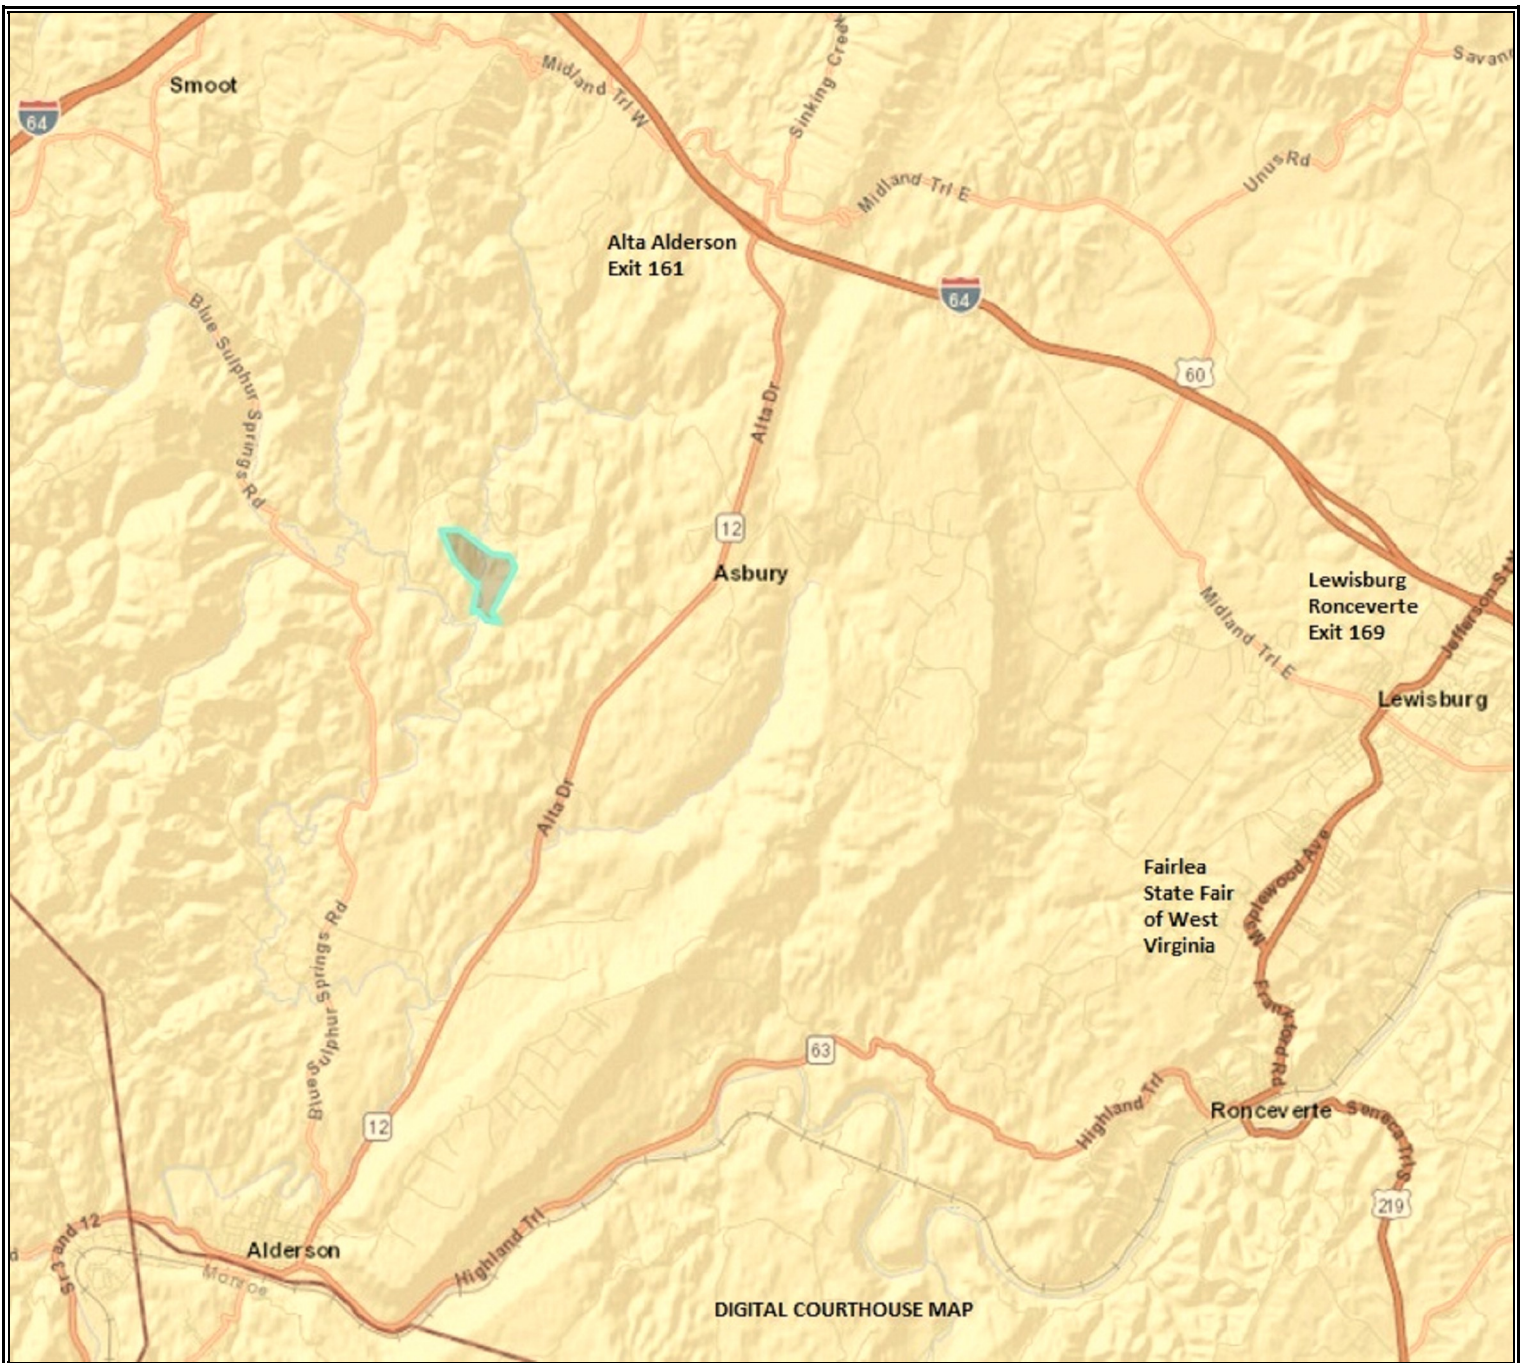 Smoot
64
Midland Trl W
Sinking Cree
Savann
Unus Rd
Midland Trl E
Alta Alderson
Exit 161
64
Blue Sulphur Springs Rd
60
Alta Dr
12
Asbury
Lewisburg
Ronceverte
Exit 169
Jefferson St N
Midland Trl E
Lewisburg
Alta Dr
Maplewood Ave
Fairlea
State Fair
of West
Virginia
Blue Sulphur Springs Rd
Frankford Rd
63
Highland Trl
Ronceverte
Seneca Trl S
12
219
Sr 3 and 12
d
Alderson
Monroe
Highland Trl
DIGITAL COURTHOUSE MAP